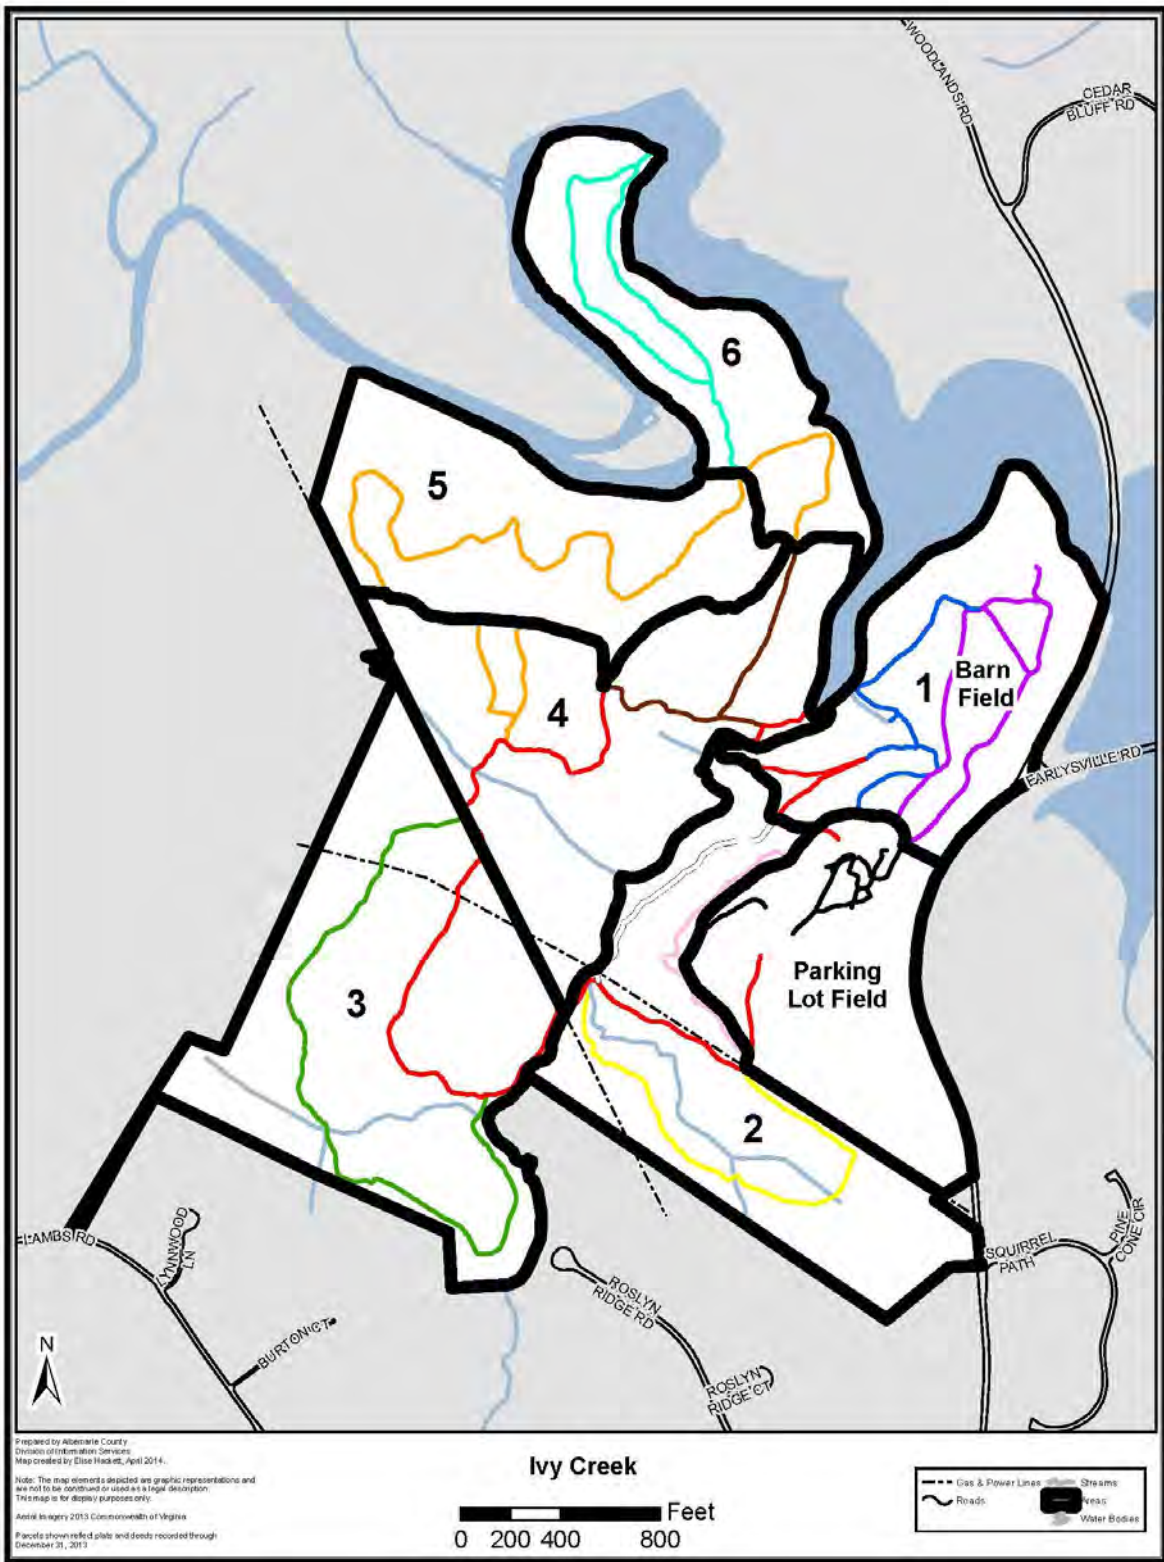 WOODLANDS RD
CEDAR
BLUFF RD
6
5
1
Barn
Field
4
EARLYSVILLE RD
Parking
Lot Field
3
2
LAMBS RD
LYNNWOOD
LN
SQUIRREL
PATH
PINE
CONE CIR
ROSLYN
RIDGE RD
BURTON CT
ROSLYN
RIDGE CT
N
Prepared by Albemarle County
Division of Information Services
Map created by Elise Hackett, April 2014.
Note: The map elements depicted are graphic representations and
are not to be construed or used as a legal description.
This map is for display purposes only.
Aerial Imagery 2013 Commonwealth of Virginia
Parcels shown reflect plats and deeds recorded through
December 31, 2013
Ivy Creek
Feet
0 200 400 800
Gas & Power Lines
Roads
Streams
Areas
Water Bodies